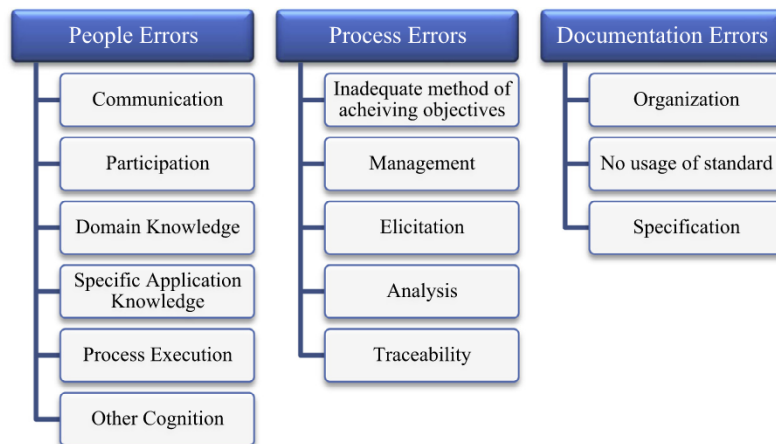 People Errors
Communication
Participation
Domain Knowledge
Specific Application
Knowledge
Process Execution
Other Cognition
Process Errors
Inadequate method of
acheiving objectives
Management
Elicitation
Analysis
Traceability
Documentation Errors
Organization
No usage of standard
Specification